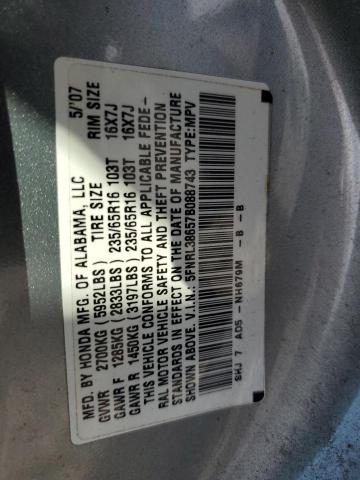 MFD. BY HONDA MFG. OF ALABAMA, LLC 5/'07
GVWR 2700KG (5952LBS) TIRE SIZE RIM SIZE
GAWR F 1285KG (2833LBS) 235/65R16 103T 16X7J
GAWR R 1450KG (3197LBS) 235/65R16 103T 16X7J
THIS VEHICLE CONFORMS TO ALL APPLICABLE FEDE-
RAL MOTOR VEHICLE SAFETY AND THEFT PREVENTION
STANDARDS IN EFFECT ON THE DATE OF MANUFACTURE
SHOWN ABOVE. V.I.N.: 5FNRL38657B088743 TYPE:MPV
SHJ 7 AD5 - NH679M - B - B